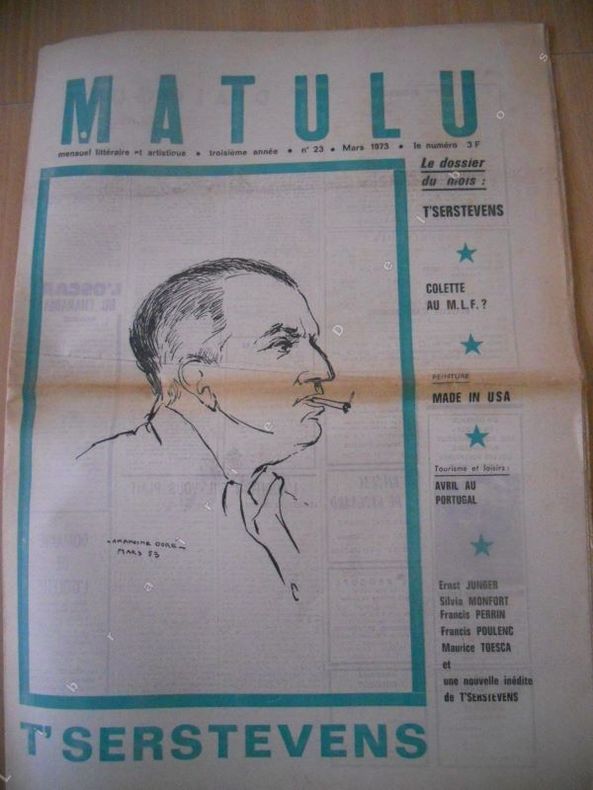 MATULU
mensuel littéraire et artistique • troisième année • n° 23 • Mars 1973 • le numéro 3 F
Le dossier
du mois :
T'SERSTEVENS
COLETTE
AU M.L.F. ?
PEINTURE
MADE IN USA
Tourisme et loisirs :
AVRIL AU
PORTUGAL
Ernst JUNGER
Silvia MONFORT
Francis PERRIN
Francis POULENC
Maurice TOESCA
et
une nouvelle inédite
de T'SERSTEVENS
MARS 53
T'SERSTEVENS